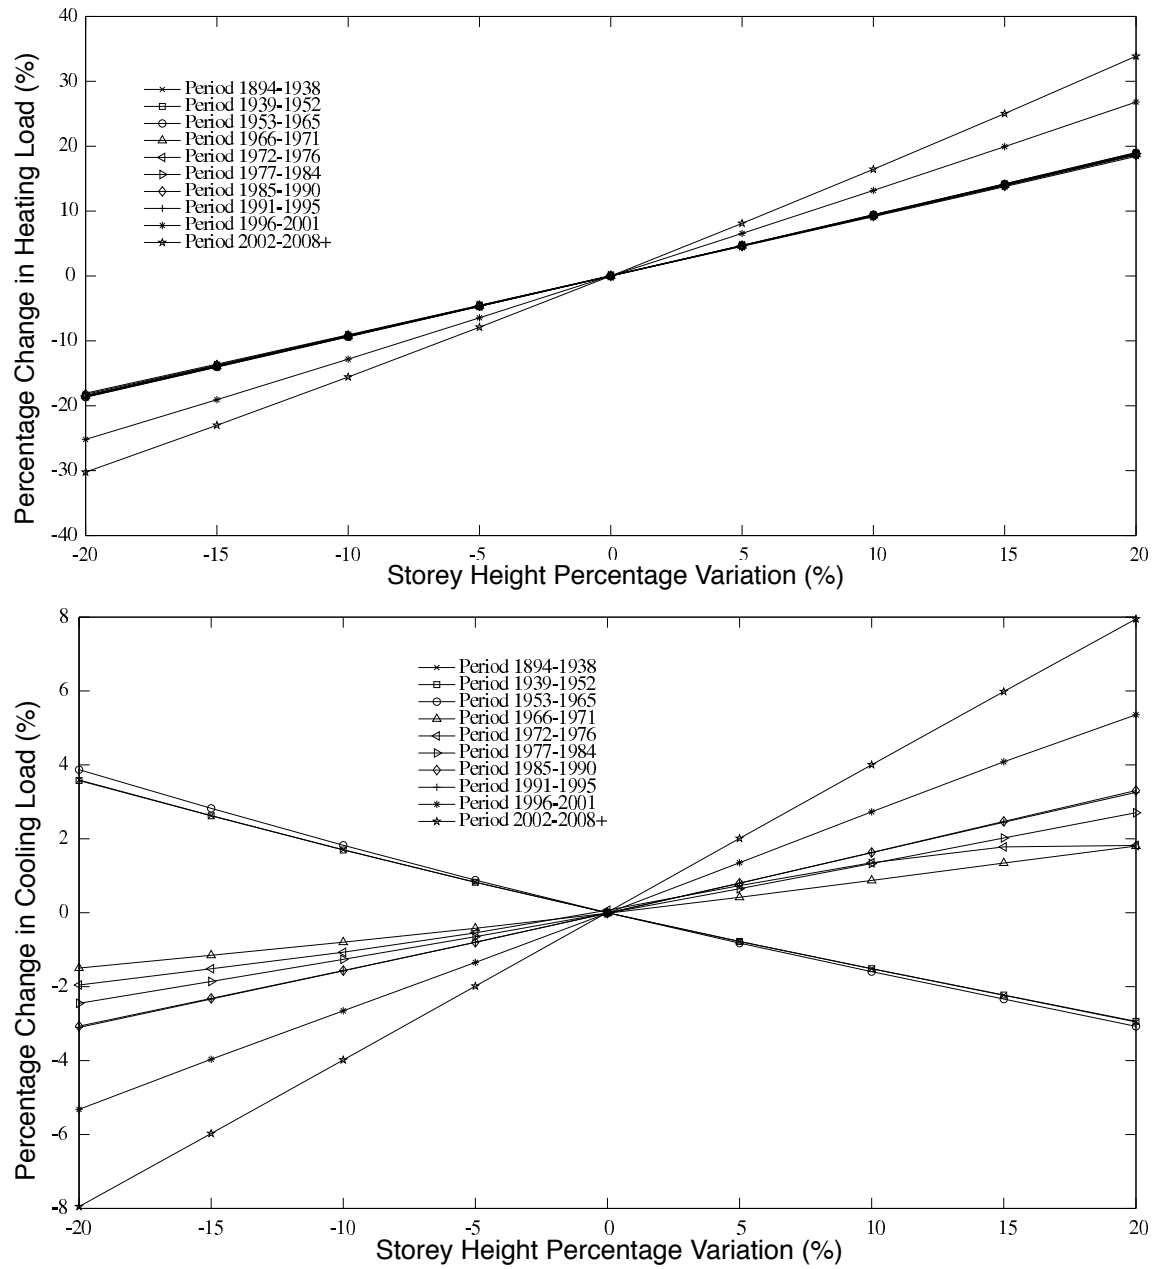 40
30
20
10
0
-10
-20
-30
-40
Percentage Change in Heating Load (%)
Period 1894-1938
Period 1939-1952
Period 1953-1965
Period 1966-1971
Period 1972-1976
Period 1977-1984
Period 1985-1990
Period 1991-1995
Period 1996-2001
Period 2002-2008+
-20 -15 -10 -5 0 5 10 15 20
Storey Height Percentage Variation (%)
8
6
4
2
0
-2
-4
-6
-8
Percentage Change in Cooling Load (%)
Period 1894-1938
Period 1939-1952
Period 1953-1965
Period 1966-1971
Period 1972-1976
Period 1977-1984
Period 1985-1990
Period 1991-1995
Period 1996-2001
Period 2002-2008+
-20 -15 -10 -5 0 5 10 15 20
Storey Height Percentage Variation (%)